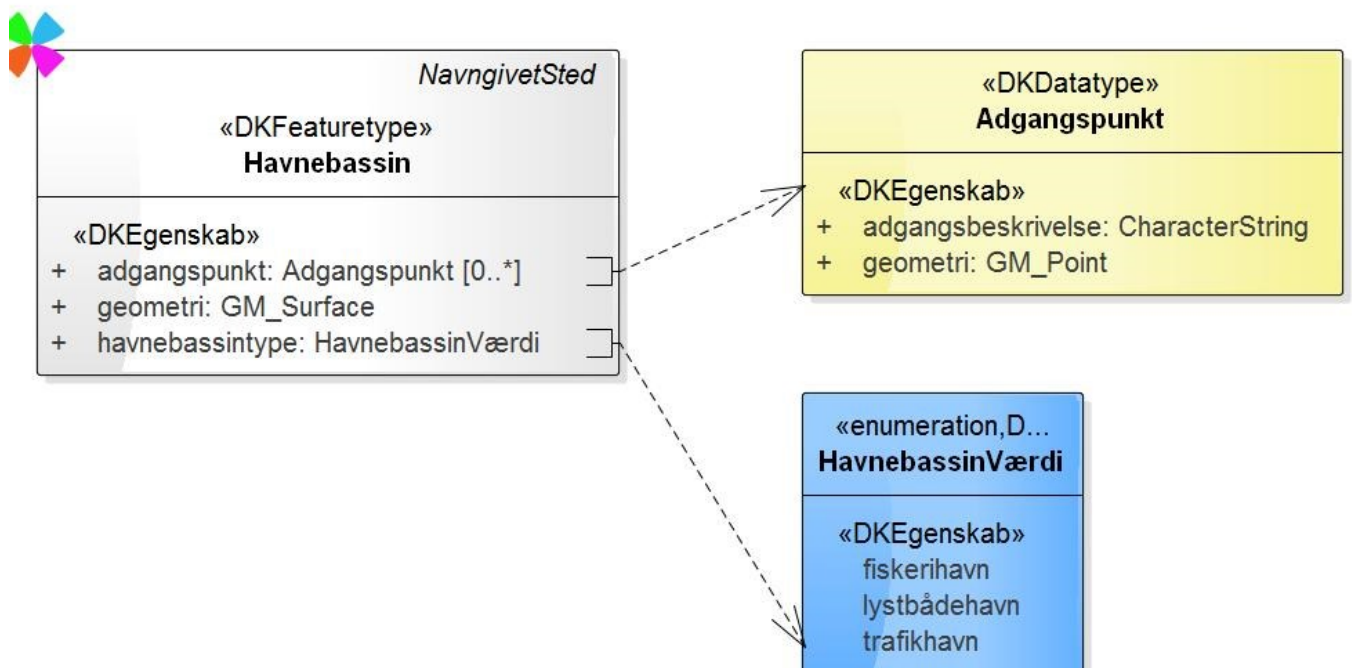 NavngivetSted
«DKFeaturetype»
Havnebassin
«DKEgenskab»
+ adgangspunkt: Adgangspunkt [0..*]
+ geometri: GM_Surface
+ havnebassintype: HavnebassinVærdi
«DKDatatype»
Adgangspunkt
«DKEgenskab»
+ adgangsbeskrivelse: CharacterString
+ geometri: GM_Point
«enumeration,D...
HavnebassinVærdi
«DKEgenskab»
fiskerihavn
lystbådehavn
trafikhavn